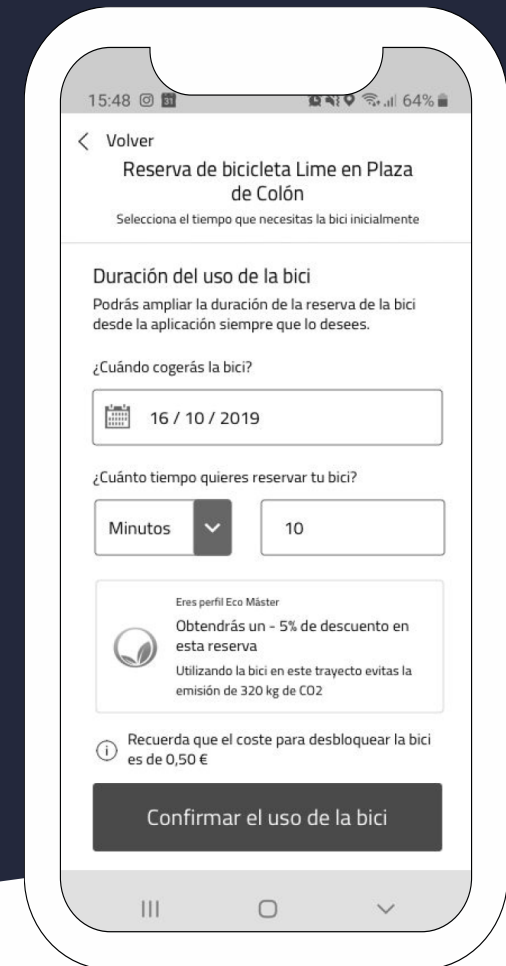 15:48 31 64%
Volver
Reserva de bicicleta Lime en Plaza
de Colón
Selecciona el tiempo que necesitas la bici inicialmente
Duración del uso de la bici
Podrás ampliar la duración de la reserva de la bici
desde la aplicación siempre que lo desees.
¿Cuándo cogerás la bici?
16 / 10 / 2019
¿Cuánto tiempo quieres reservar tu bici?
Minutos 10
Eres perfil Eco Máster
Obtendrás un - 5% de descuento en
esta reserva
Utilizando la bici en este trayecto evitas la
emisión de 320 kg de CO2
Recuerda que el coste para desbloquear la bici
es de 0,50 €
Confirmar el uso de la bici